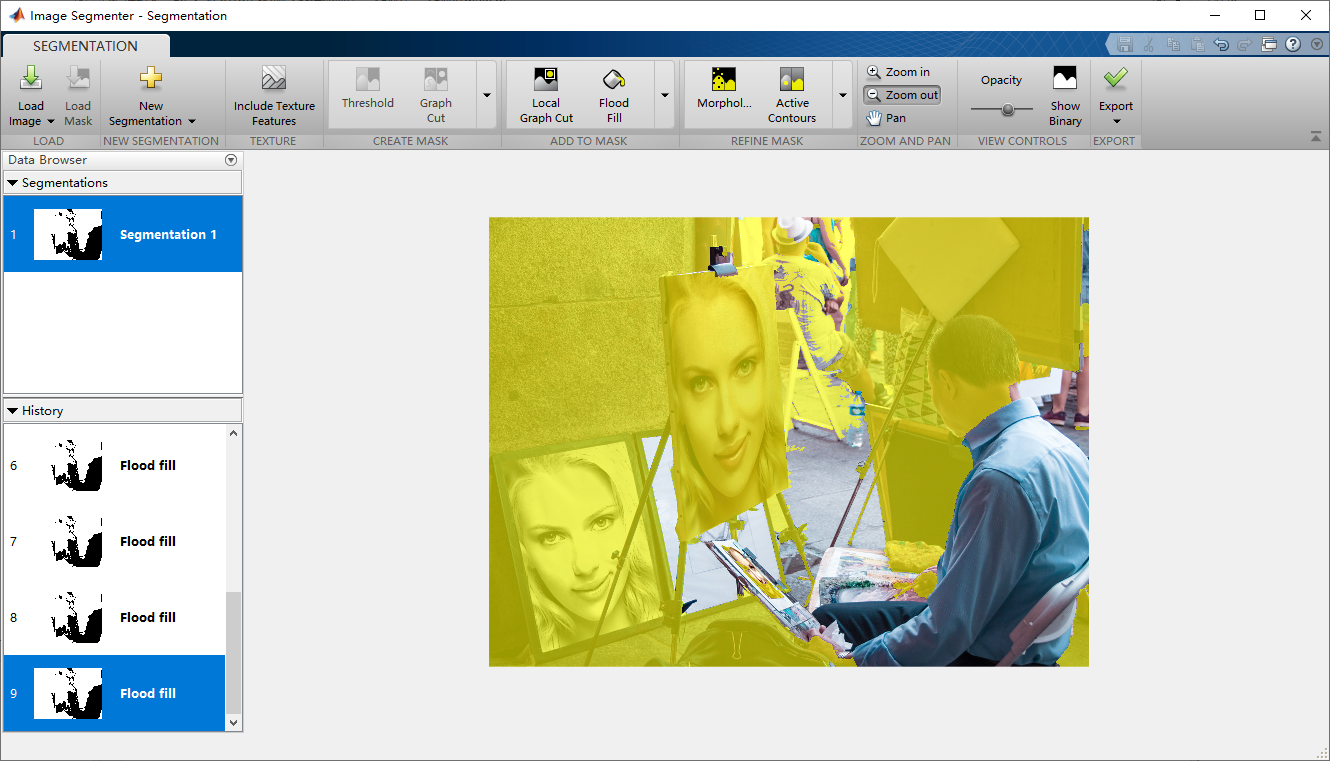 Image Segmenter - Segmentation
SEGMENTATION
Load Image
Load Mask
LOAD
New Segmentation
NEW SEGMENTATION
Include Texture Features
TEXTURE
Threshold
Graph Cut
CREATE MASK
Local Graph Cut
Flood Fill
ADD TO MASK
Morphol...
Active Contours
REFINE MASK
Zoom in
Zoom out
Pan
ZOOM AND PAN
Opacity
Show Binary
VIEW CONTROLS
Export
EXPORT
Data Browser
Segmentations
1 Segmentation 1
History
6 Flood fill
7 Flood fill
8 Flood fill
9 Flood fill